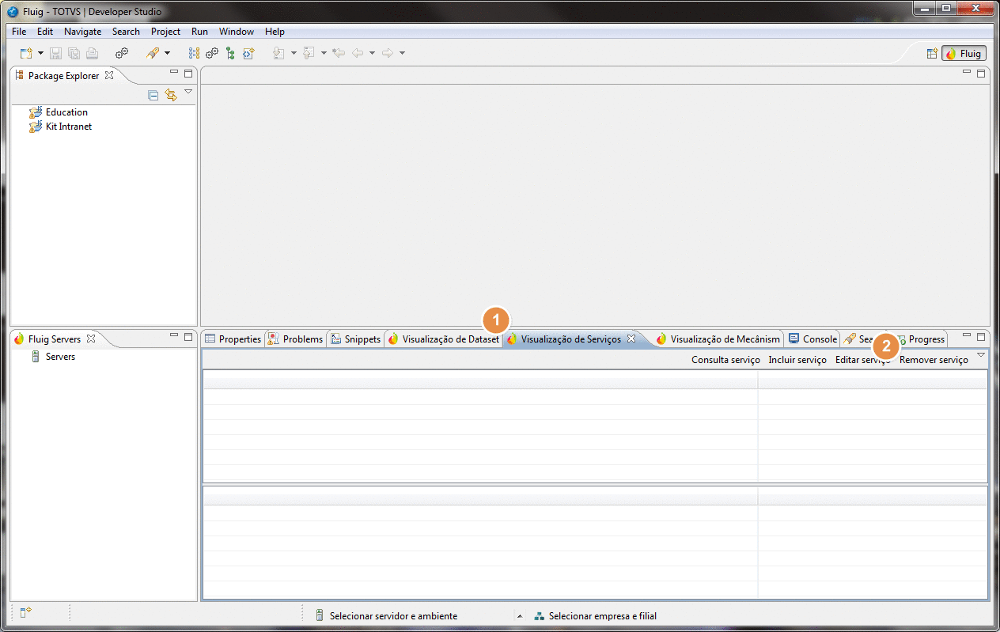 Fluig - TOTVS | Developer Studio
File Edit Navigate Search Project Run Window Help
Fluig
Package Explorer
Education
Kit Intranet
1
Fluig Servers
Servers
Properties Problems Snippets Visualização de Dataset Visualização de Serviços Visualização de Mecânism Console Progress
2
Consulta serviço Incluir serviço Editar serviço Remover serviço
Selecionar servidor e ambiente Selecionar empresa e filial